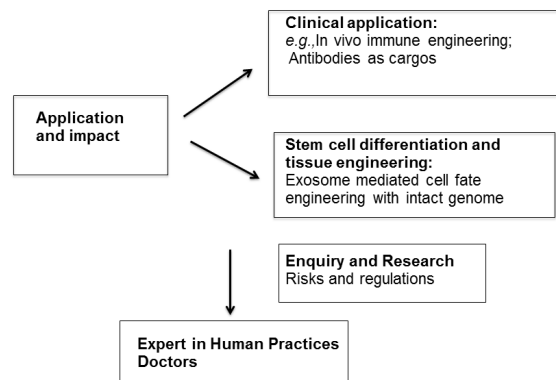 Clinical application:
e.g.,In vivo immune engineering;
Antibodies as cargos
Application
and impact
Stem cell differentiation and
tissue engineering:
Exosome mediated cell fate
engineering with intact genome
Enquiry and Research
Risks and regulations
Expert in Human Practices
Doctors